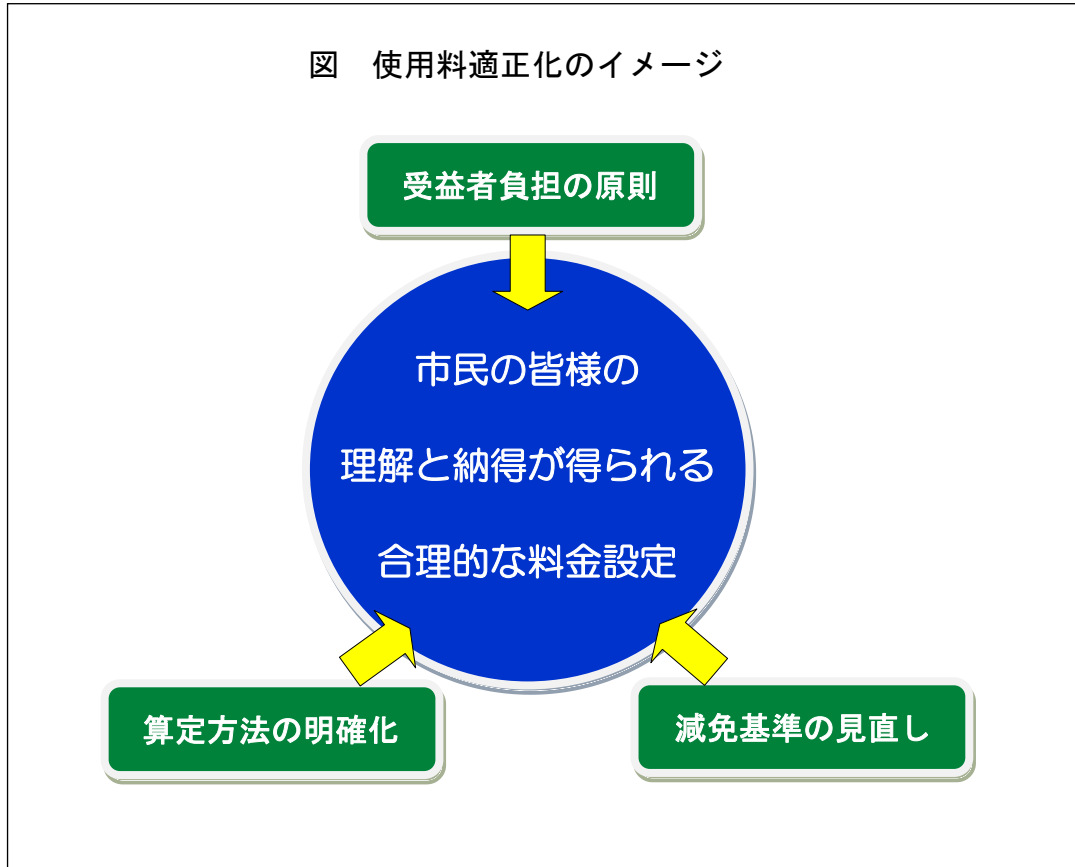 図　使用料適正化のイメージ
受益者負担の原則
市民の皆様の
理解と納得が得られる
合理的な料金設定
算定方法の明確化
減免基準の見直し